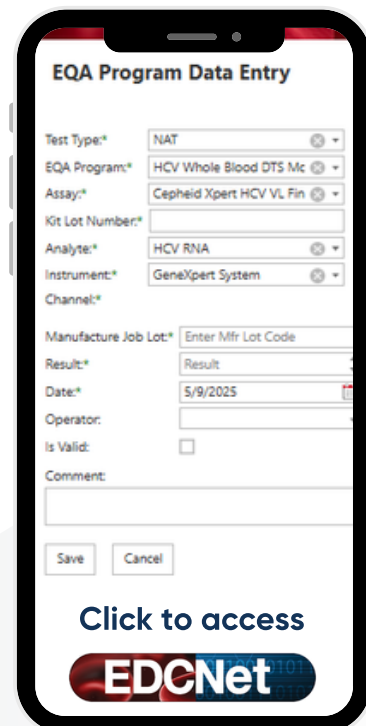 EQA Program Data Entry
Test Type:* NAT
EQA Program:* HCV Whole Blood DTS Mc
Assay:* Cepheid Xpert HCV VL Fin
Kit Lot Number:*
Analyte:* HCV RNA
Instrument:* GeneXpert System
Channel:*
Manufacture Job Lot:* Enter Mfr Lot Code
Result:* Result
Date:* 5/9/2025
Operator:
Is Valid:
Comment:
Save Cancel
Click to access
EDCNet